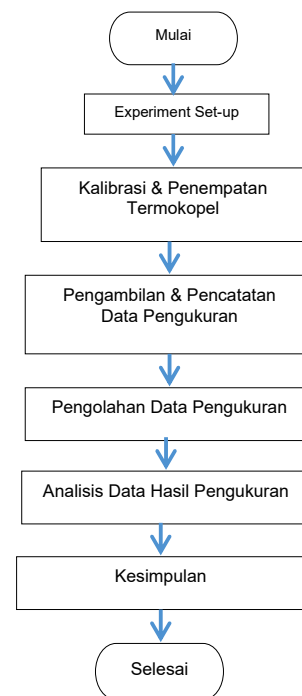 Mulai
Experiment Set-up
Kalibrasi & Penempatan
Termokopel
Pengambilan & Pencatatan
Data Pengukuran
Pengolahan Data Pengukuran
Analisis Data Hasil Pengukuran
Kesimpulan
Selesai